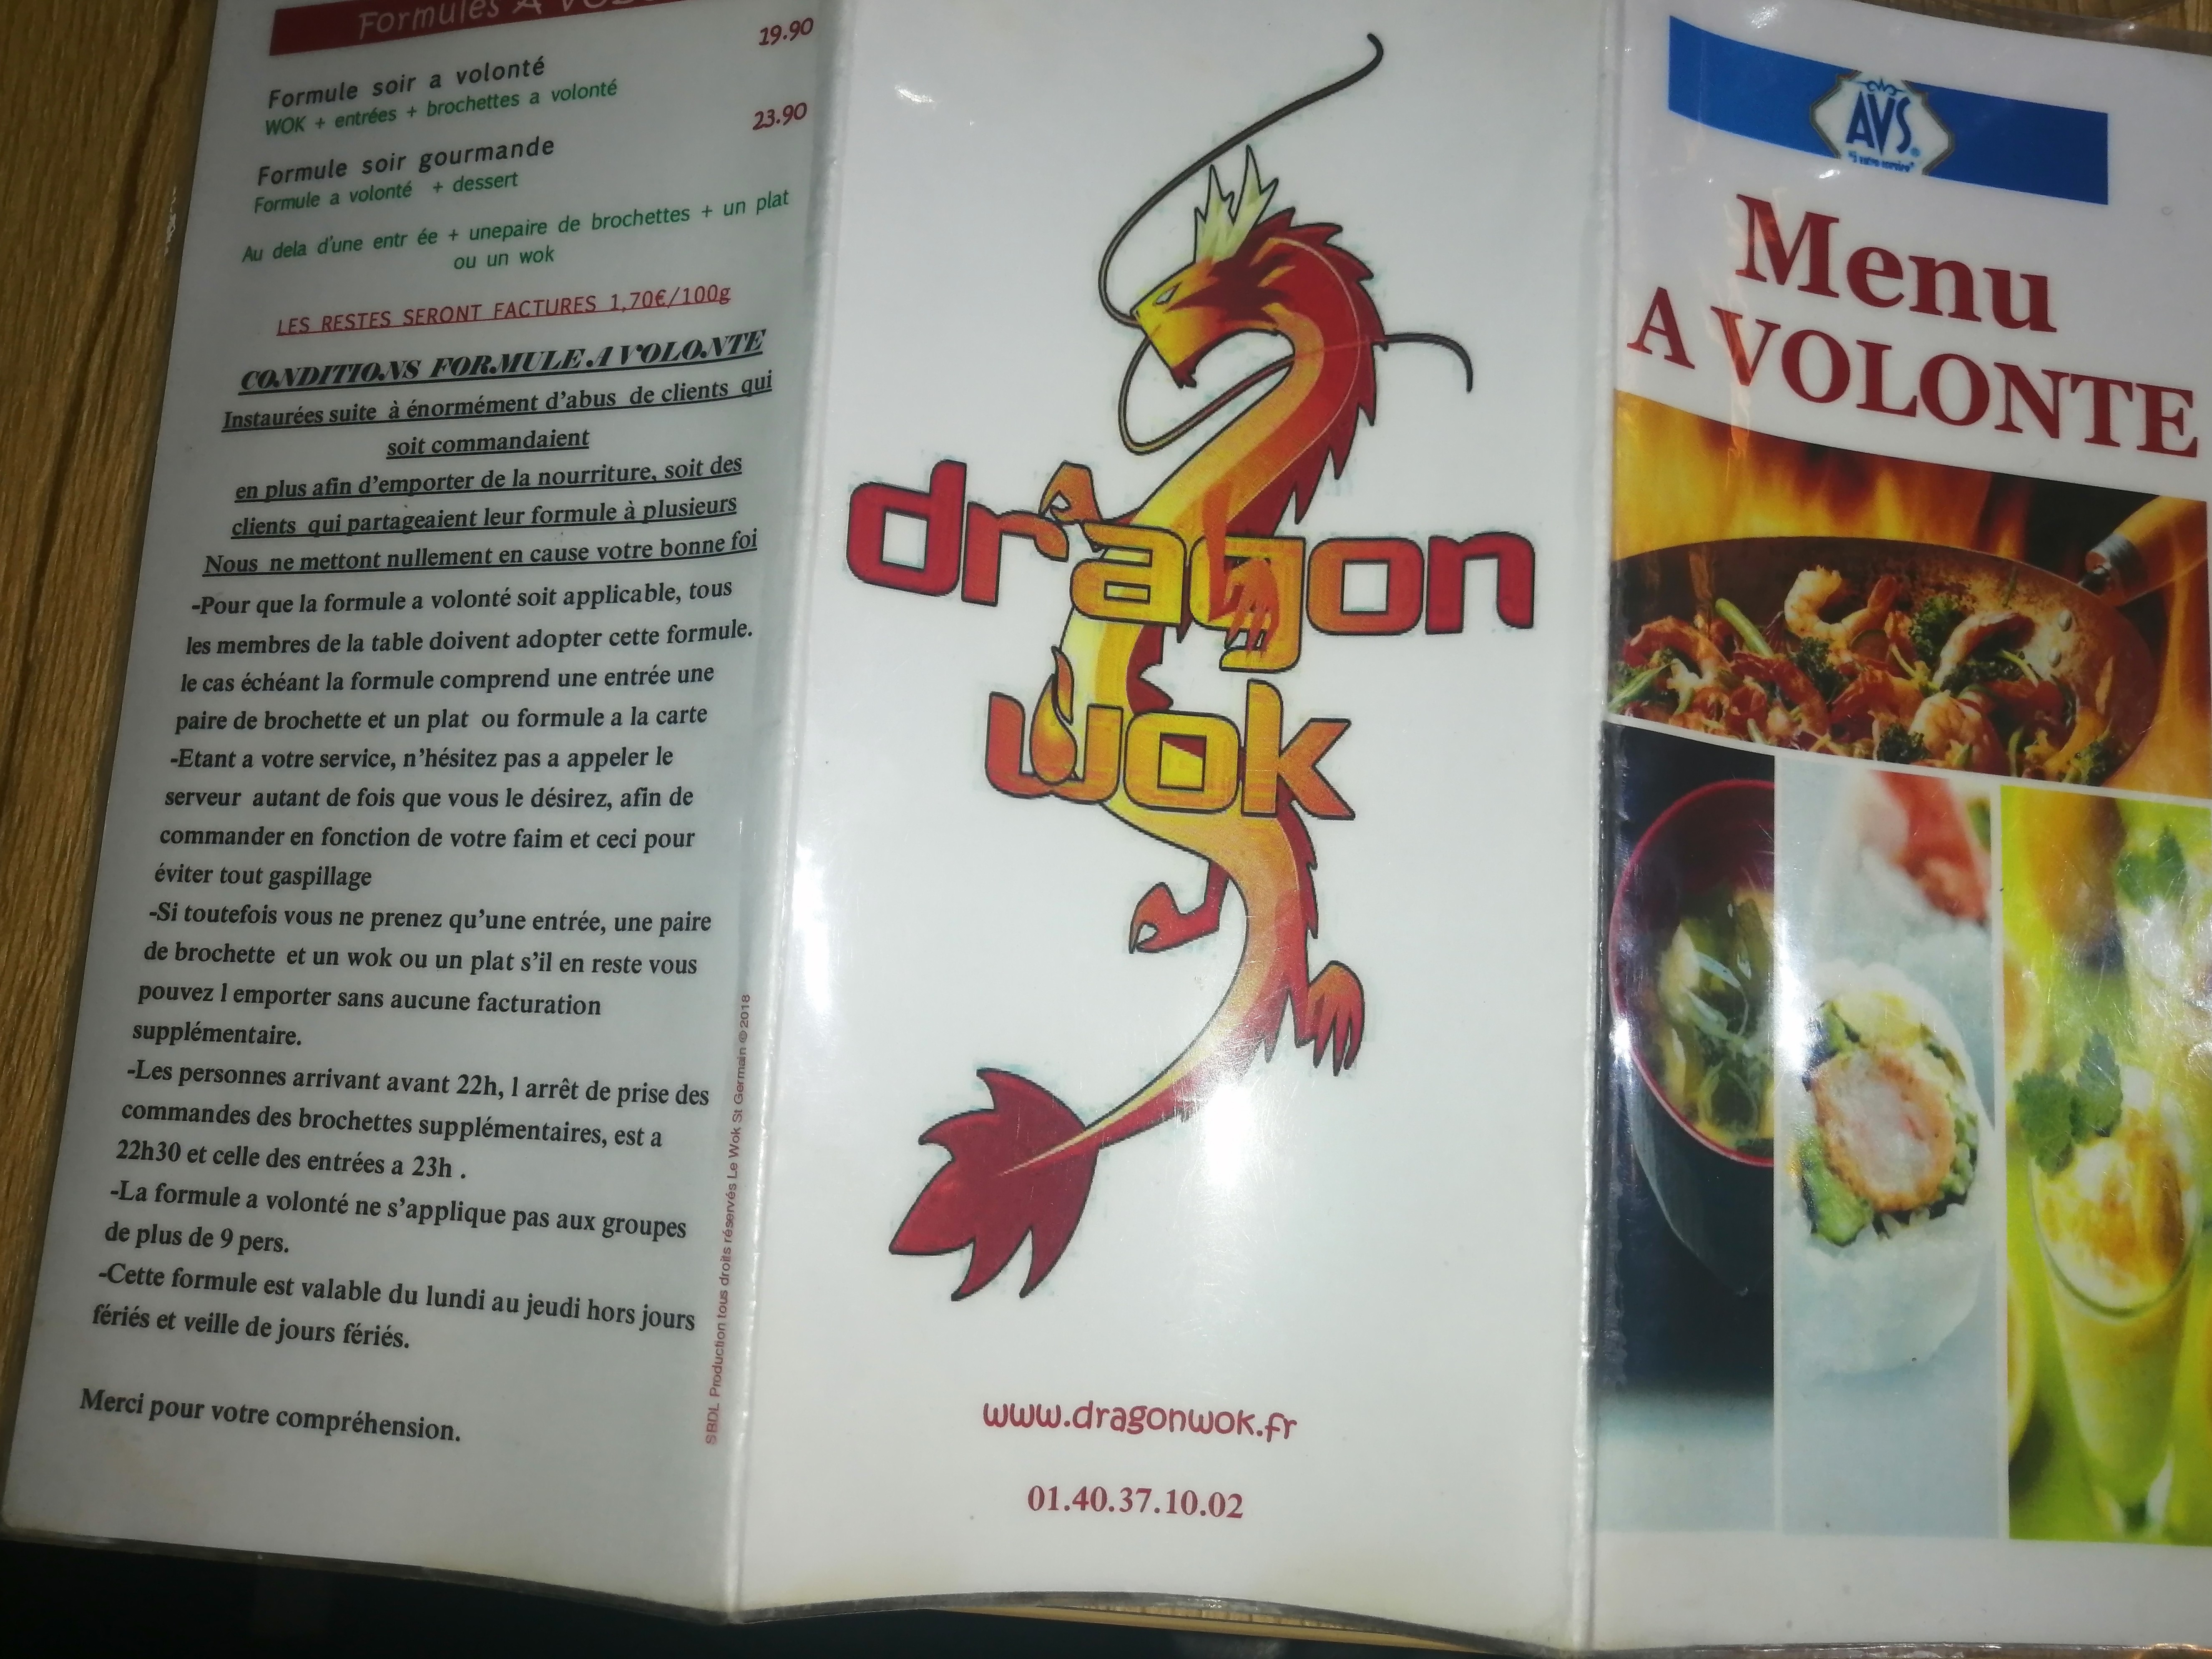 Formules A
19.90
Formule soir a volonté
WOK + entrées + brochettes a volonté
23.90
Formule soir gourmande
Formule a volonté + dessert
Au dela d'une entr ée + unepaire de brochettes + un plat
ou un wok
LES RESTES SERONT FACTURES 1,70€/100g
CONDITIONS FORMULE A VOLONTE
Instaurées suite à énormément d'abus de clients qui
soit commandaient
en plus afin d'emporter de la nourriture, soit des
clients qui partageaient leur formule à plusieurs
Nous ne mettont nullement en cause votre bonne foi
-Pour que la formule a volonté soit applicable, tous
les membres de la table doivent adopter cette formule.
le cas échéant la formule comprend une entrée une
paire de brochette et un plat ou formule a la carte
-Etant a votre service, n'hésitez pas a appeler le
serveur autant de fois que vous le désirez, afin de
commander en fonction de votre faim et ceci pour
éviter tout gaspillage
-Si toutefois vous ne prenez qu'une entrée, une paire
de brochette et un wok ou un plat s'il en reste vous
pouvez l emporter sans aucune facturation
supplémentaire.
-Les personnes arrivant avant 22h, l arrêt de prise des
commandes des brochettes supplémentaires, est a
22h30 et celle des entrées a 23h .
-La formule a volonté ne s'applique pas aux groupes
de plus de 9 pers.
-Cette formule est valable du lundi au jeudi hors jours
fériés et veille de jours fériés.
Merci pour votre compréhension.
SBDL Production tous droits réservés Le Wok St Germain ©2018
dragon
wok
www.dragonwok.fr
01.40.37.10.02
AVS
"à votre service"
Menu
A VOLONTE